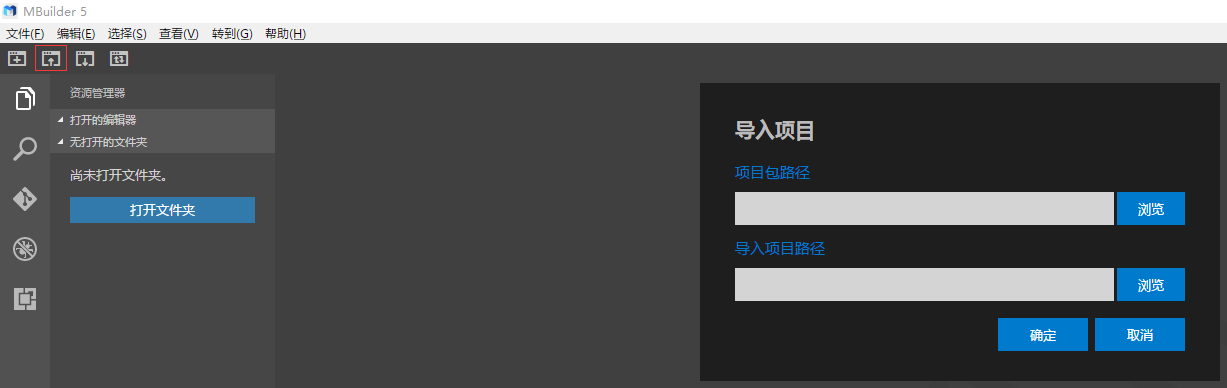 MBuilder 5
文件(F) 编辑(E) 选择(S) 查看(V) 转到(G) 帮助(H)
资源管理器
打开的编辑器
无打开的文件夹
尚未打开文件夹。
打开文件夹
导入项目
项目包路径
浏览
导入项目路径
浏览
确定 取消